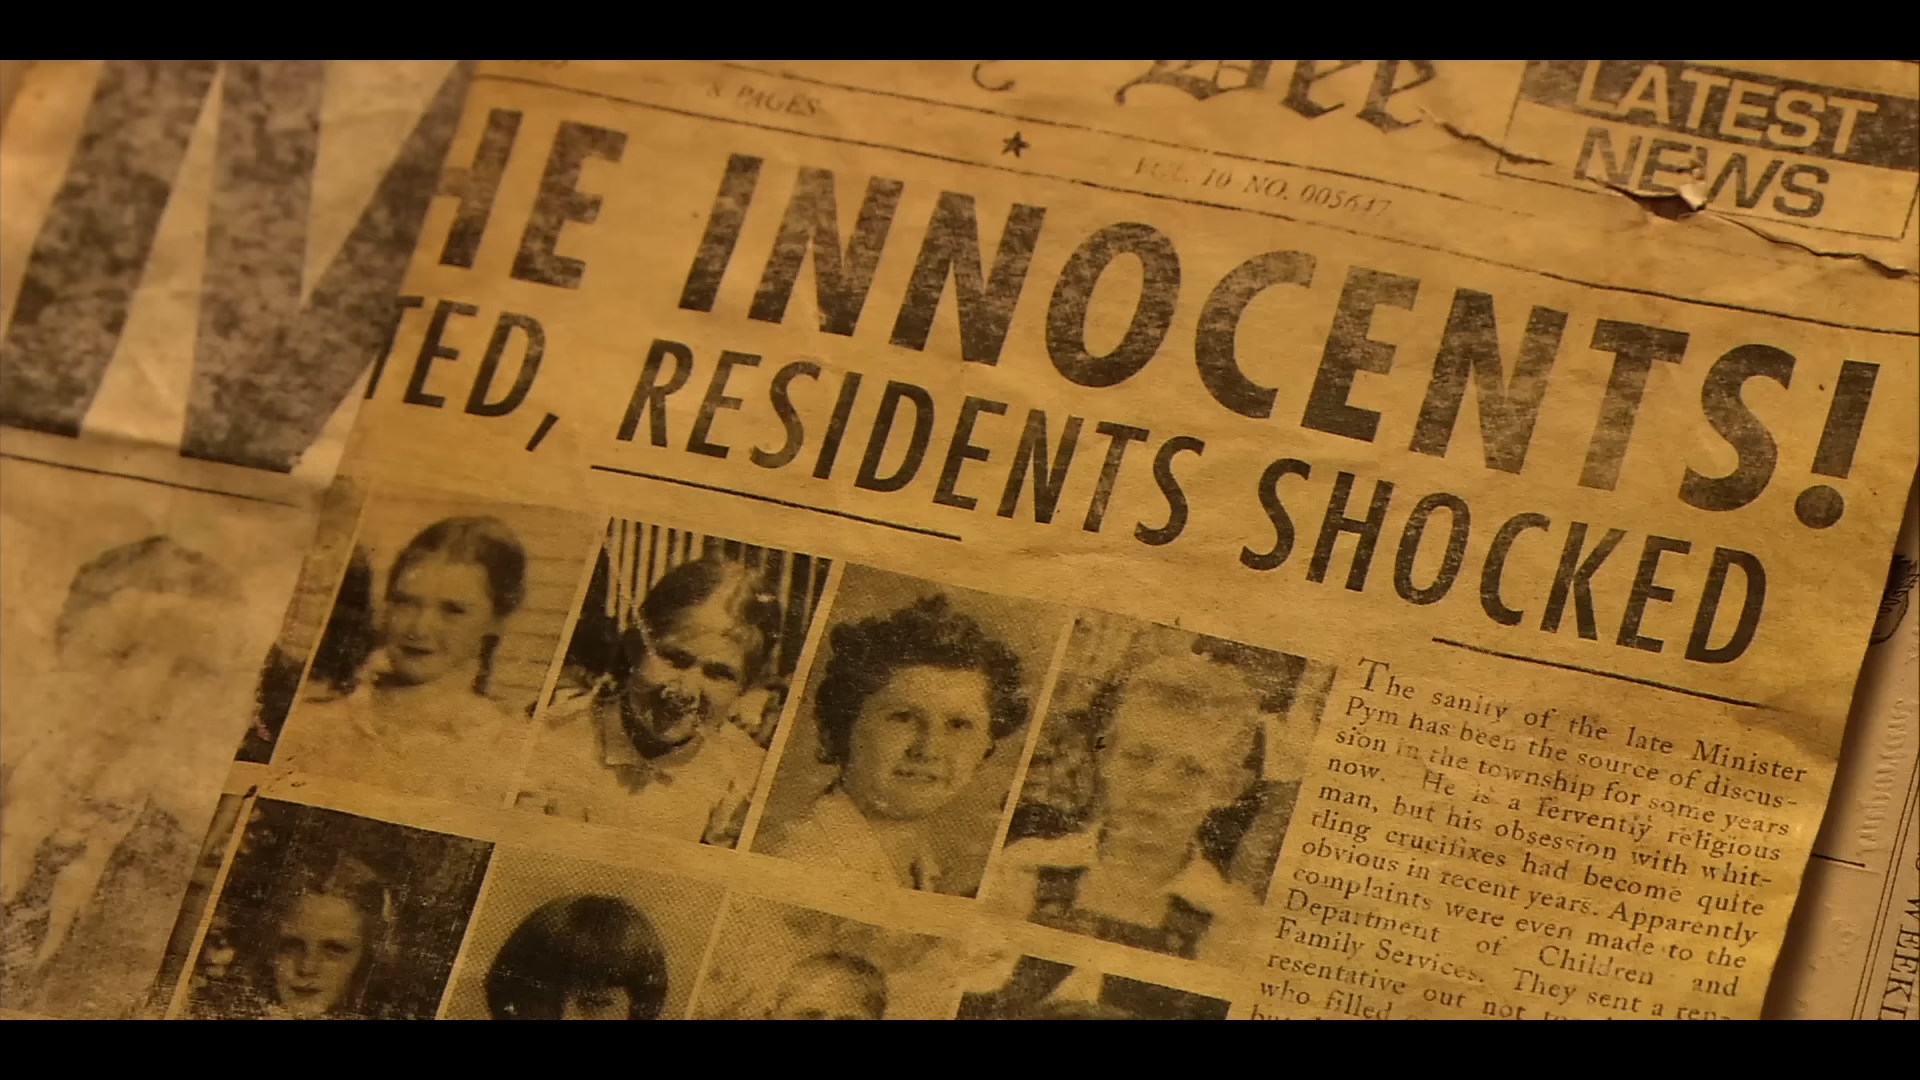 Bee
LATEST
NEWS
8 PAGES
VOL. 10 NO. 005647
HE INNOCENTS!
TED, RESIDENTS SHOCKED
The sanity of the late Minister
Pym has been the source of discus-
sion in the township for some years
now. He is a fervently religious
man, but his obsession with whit-
tling crucifixes had become quite
obvious in recent years. Apparently
complaints were even made to the
Department of Children and
Family Services. They sent a rep-
resentative out not
who filled